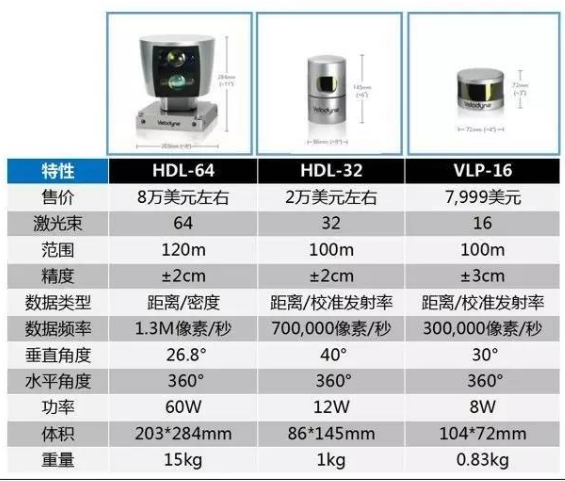 284mm
(~11")
Velodyne
203mm (~8")
145mm
(~6")
Velodyne
72mm
(~3")
Velodyne
特性 HDL-64 HDL-32 VLP-16
售价 8万美元左右 2万美元左右 7,999美元
激光束 64 32 16
范围 120m 100m 100m
精度 ±2cm ±2cm ±3cm
数据类型 距离/密度 距离/校准发射率 距离/校准发射率
数据频率 1.3M像素/秒 700,000像素/秒 300,000像素/秒
垂直角度 26.8° 40° 30°
水平角度 360° 360° 360°
功率 60W 12W 8W
体积 203*284mm 86*145mm 104*72mm
重量 15kg 1kg 0.83kg